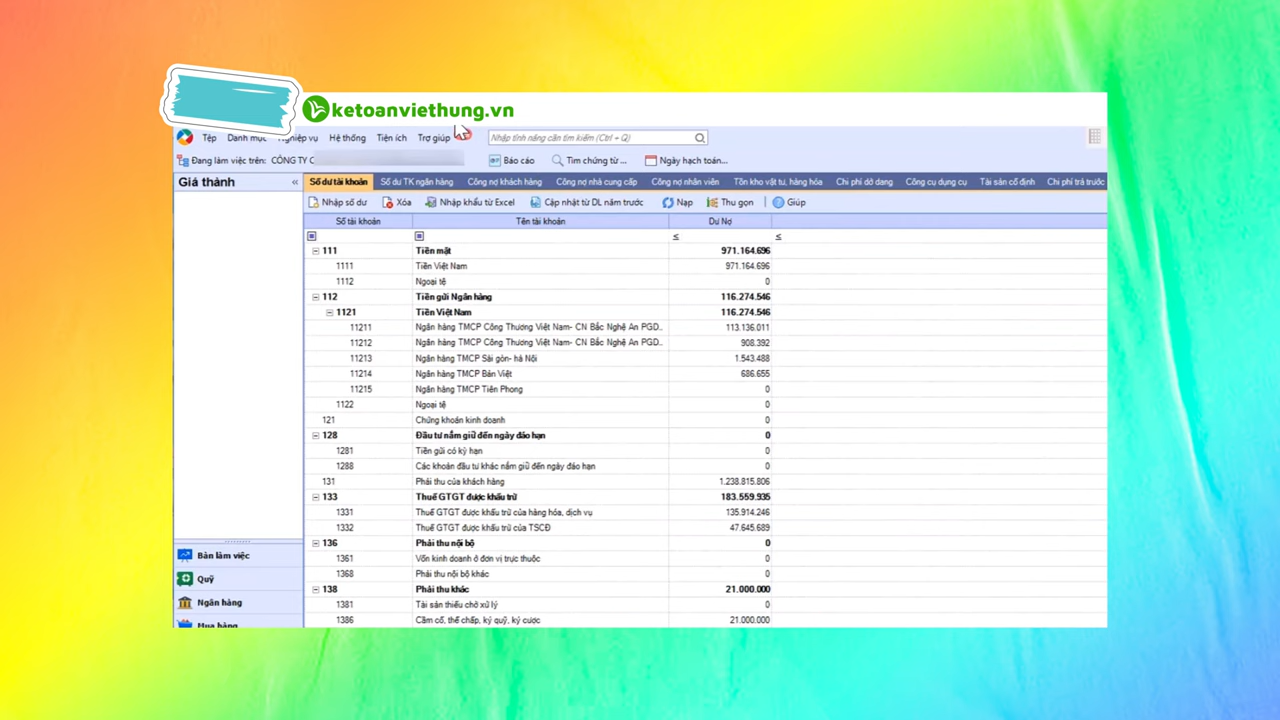 ketoanviethung.vn
Tệp Danh mục Nghiệp vụ Hệ thống Tiện ích Trợ giúp Nhập tính năng cần tìm kiếm (Ctrl + Q)
Đang làm việc trên: CÔNG TY C Báo cáo Tìm chứng từ ... Ngày hạch toán...
Giá thành « Số dư tài khoản Số dư TK ngân hàng Công nợ khách hàng Công nợ nhà cung cấp Công nợ nhân viên Tồn kho vật tư, hàng hóa Chi phí dở dang Công cụ dụng cụ Tài sản cố định Chi phí trả trước
Nhập số dư Xóa Nhập khẩu từ Excel Cập nhật từ DL năm trước Nạp Thu gọn Giúp
Số tài khoản Tên tài khoản Dư Nợ
≤ ≤
111 Tiền mặt 971.164.696
1111 Tiền Việt Nam 971.164.696
1112 Ngoại tệ 0
112 Tiền gửi Ngân hàng 116.274.546
1121 Tiền Việt Nam 116.274.546
11211 Ngân hàng TMCP Công Thương Việt Nam- CN Bắc Nghệ An PGD.. 113.136.011
11212 Ngân hàng TMCP Công Thương Việt Nam- CN Bắc Nghệ An PGD.. 908.392
11213 Ngân hàng TMCP Sài gòn- hà Nội 1.543.488
11214 Ngân hàng TMCP Bản Việt 686.655
11215 Ngân hàng TMCP Tiên Phong 0
1122 Ngoại tệ 0
121 Chứng khoán kinh doanh 0
128 Đầu tư nắm giữ đến ngày đáo hạn 0
1281 Tiền gửi có kỳ hạn 0
1288 Các khoản đầu tư khác nắm giữ đến ngày đáo hạn 0
131 Phải thu của khách hàng 1.238.815.806
133 Thuế GTGT được khấu trừ 183.559.935
1331 Thuế GTGT được khấu trừ của hàng hóa, dịch vụ 135.914.246
1332 Thuế GTGT được khấu trừ của TSCĐ 47.645.689
136 Phải thu nội bộ 0
1361 Vốn kinh doanh ở đơn vị trực thuộc 0
1368 Phải thu nội bộ khác 0
138 Phải thu khác 21.000.000
1381 Tài sản thiếu chờ xử lý 0
1386 Cầm cố, thế chấp, ký quỹ, ký cược 21.000.000
Bàn làm việc
Quỹ
Ngân hàng
Mua hàng